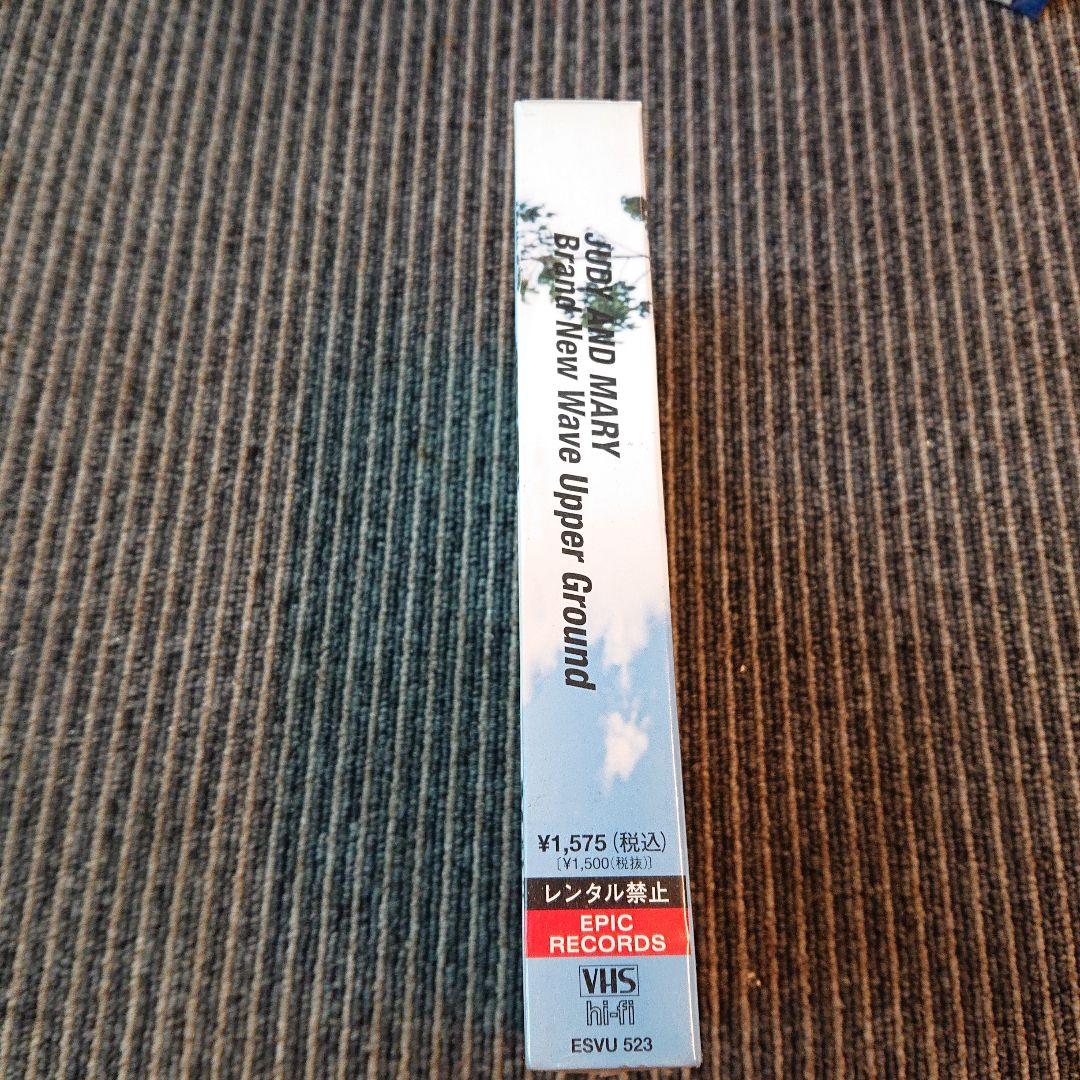 JUDY AND MARY
Brand New Wave Upper Ground
¥1,575(税込)
〔¥1,500(税抜)〕
レンタル禁止
EPIC
RECORDS
VHS
hi-fi
ESVU 523